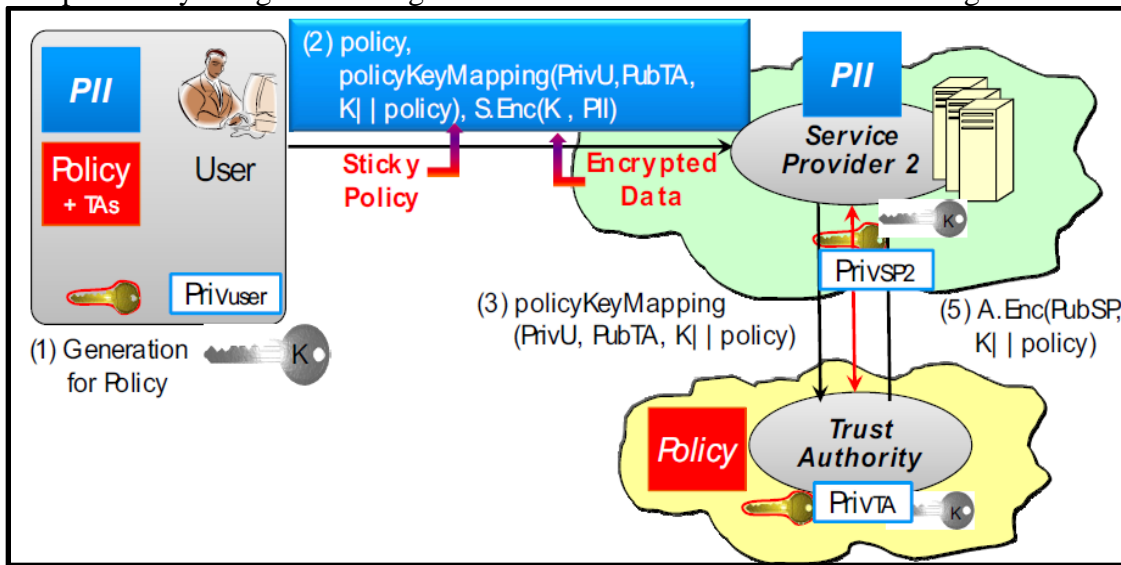 PII
User
Policy
+ TAs
Privuser
(1) Generation
for Policy
K
(2) policy,
policyKeyMapping(PrivU,PubTA,
K| | policy), S.Enc(K , PII)
Sticky
Policy
Encrypted
Data
PII
Service
Provider 2
K
PrivSP2
(3) policyKeyMapping
(PrivU, PubTA, K| | policy)
(5) A.Enc(PubSP,
K| | policy)
Policy
Trust
Authority
PrivTA
K